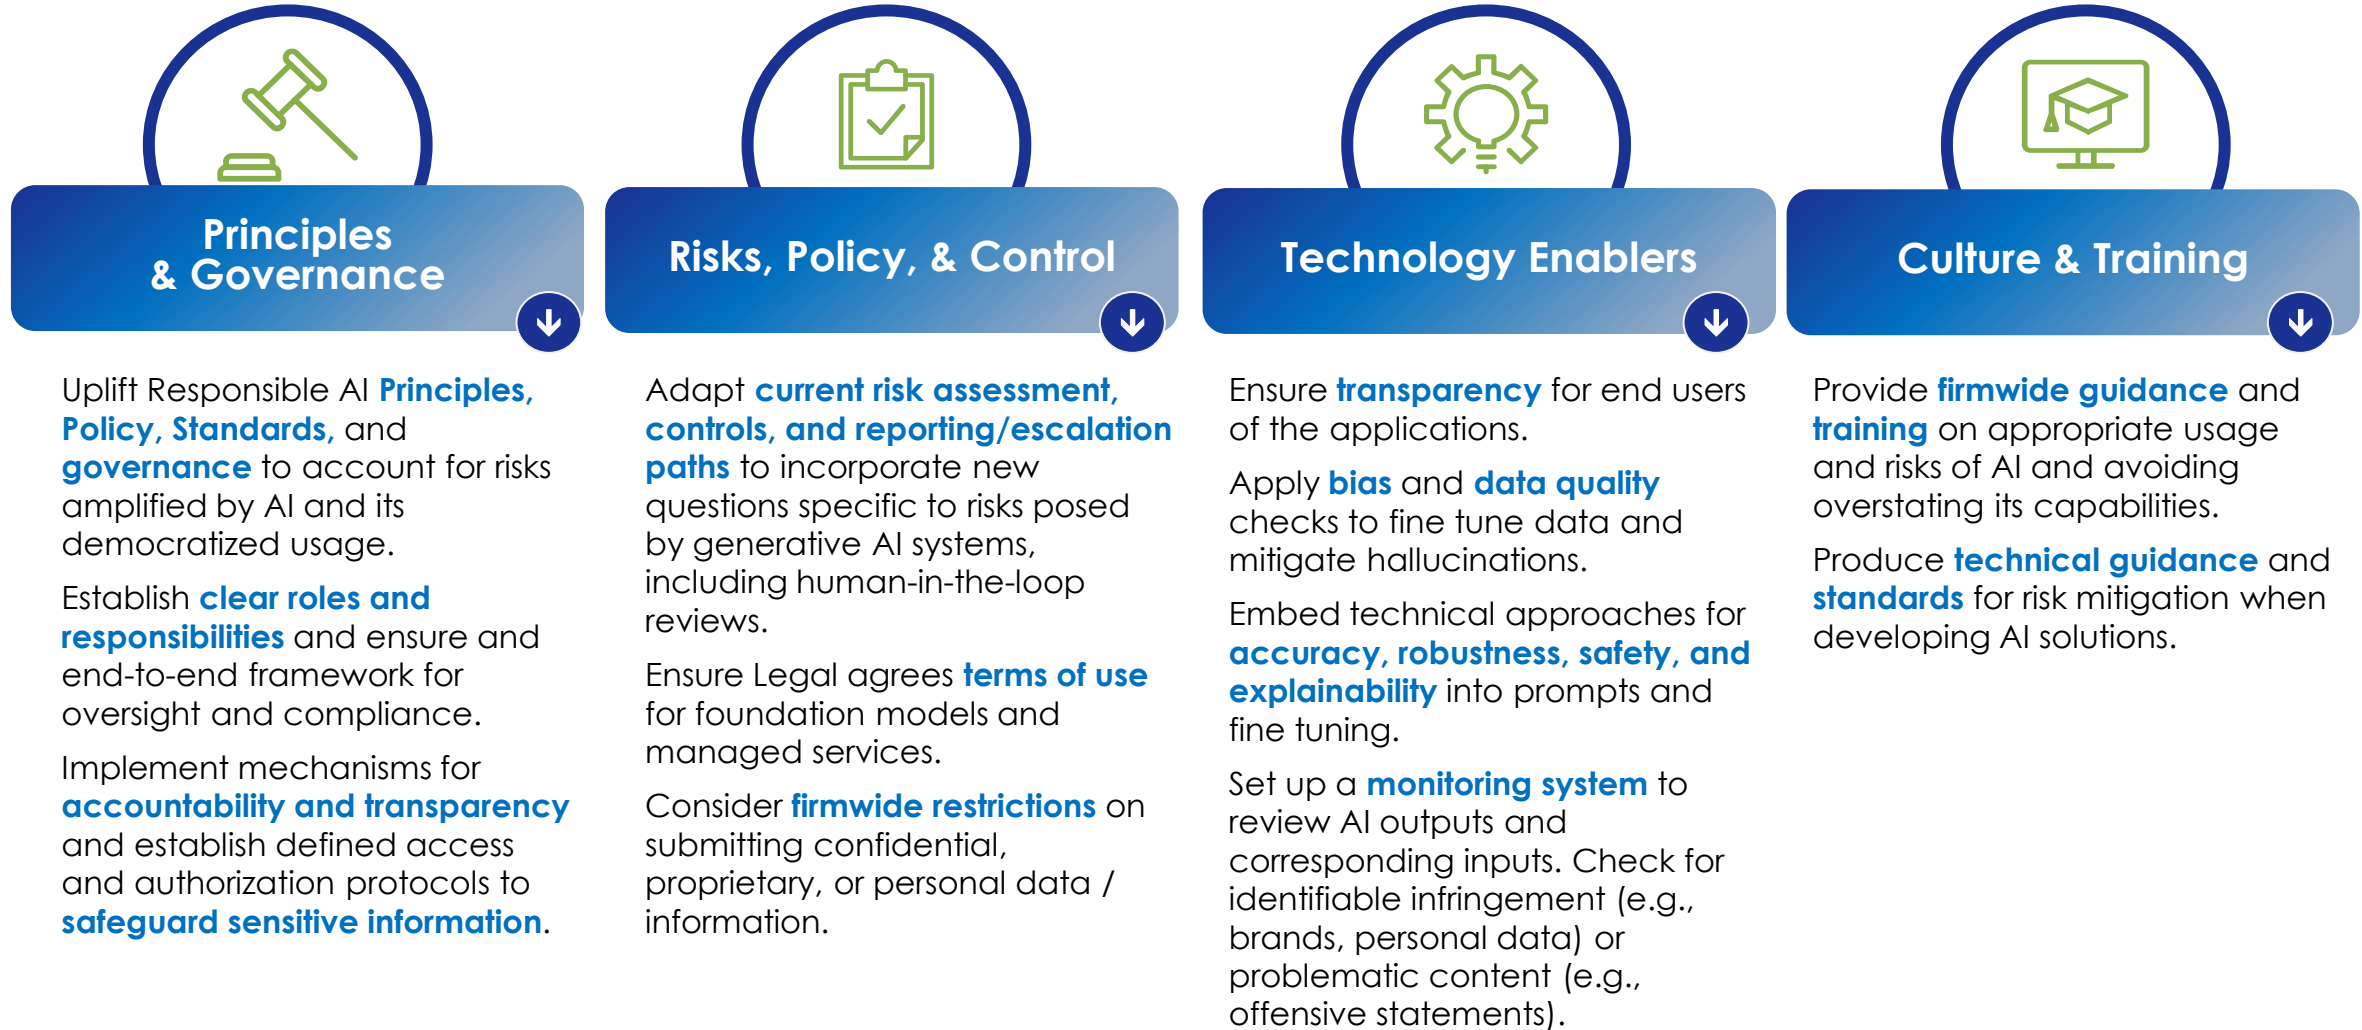 Principles
& Governance
Uplift Responsible AI Principles,
Policy, Standards, and
governance to account for risks
amplified by AI and its
democratized usage.
Establish clear roles and
responsibilities and ensure and
end-to-end framework for
oversight and compliance.
Implement mechanisms for
accountability and transparency
and establish defined access
and authorization protocols to
safeguard sensitive information.
Risks, Policy, & Control
Adapt current risk assessment,
controls, and reporting/escalation
paths to incorporate new
questions specific to risks posed
by generative AI systems,
including human-in-the-loop
reviews.
Ensure Legal agrees terms of use
for foundation models and
managed services.
Consider firmwide restrictions on
submitting confidential,
proprietary, or personal data /
information.
Technology Enablers
Ensure transparency for end users
of the applications.
Apply bias and data quality
checks to fine tune data and
mitigate hallucinations.
Embed technical approaches for
accuracy, robustness, safety, and
explainability into prompts and
fine tuning.
Set up a monitoring system to
review AI outputs and
corresponding inputs. Check for
identifiable infringement (e.g.,
brands, personal data) or
problematic content (e.g.,
offensive statements).
Culture & Training
Provide firmwide guidance and
training on appropriate usage
and risks of AI and avoiding
overstating its capabilities.
Produce technical guidance and
standards for risk mitigation when
developing AI solutions.